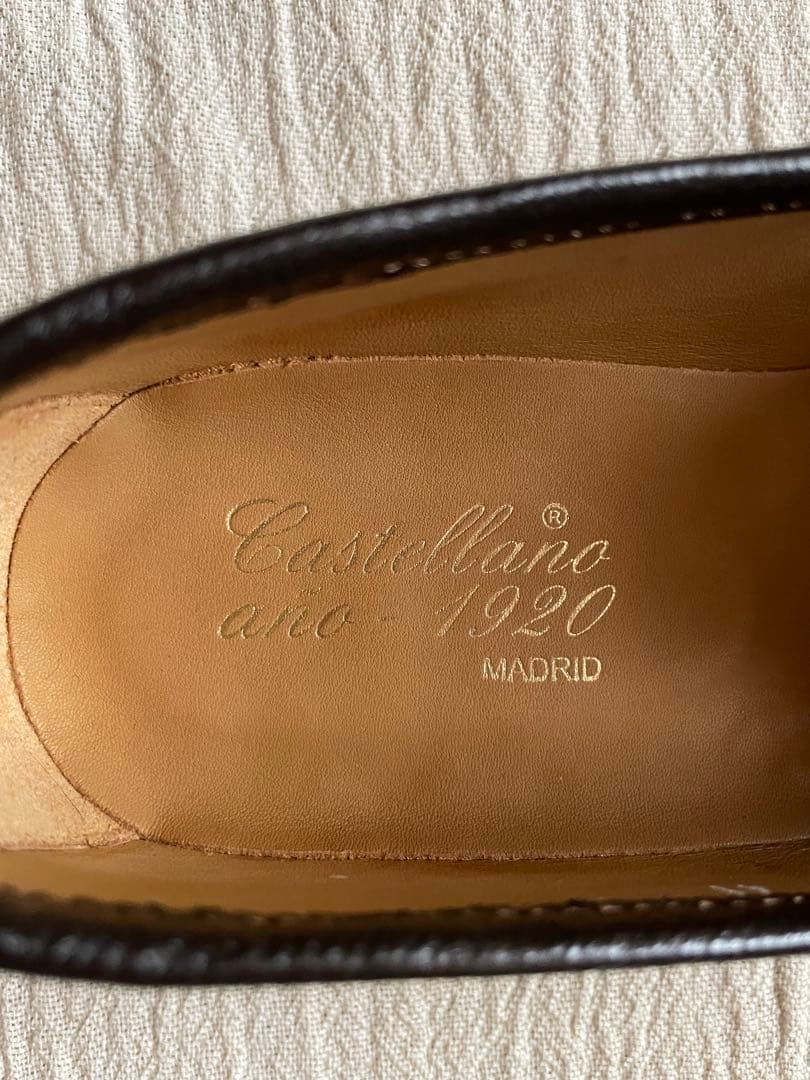 Castellano ®
año - 1920
MADRID